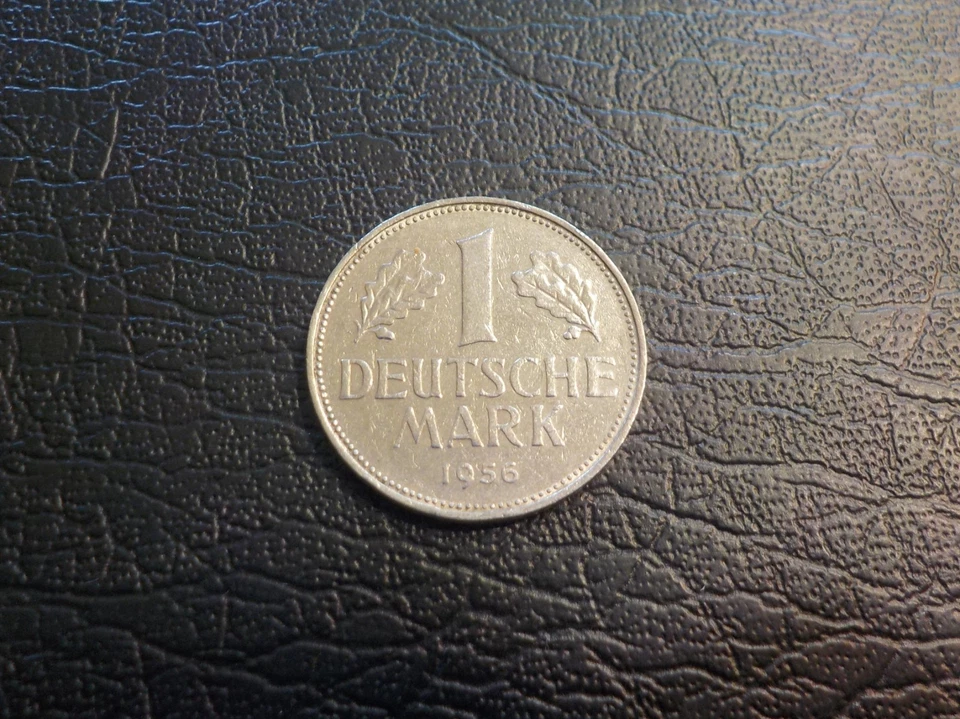 1
DEUTSCHE
MARK
1956